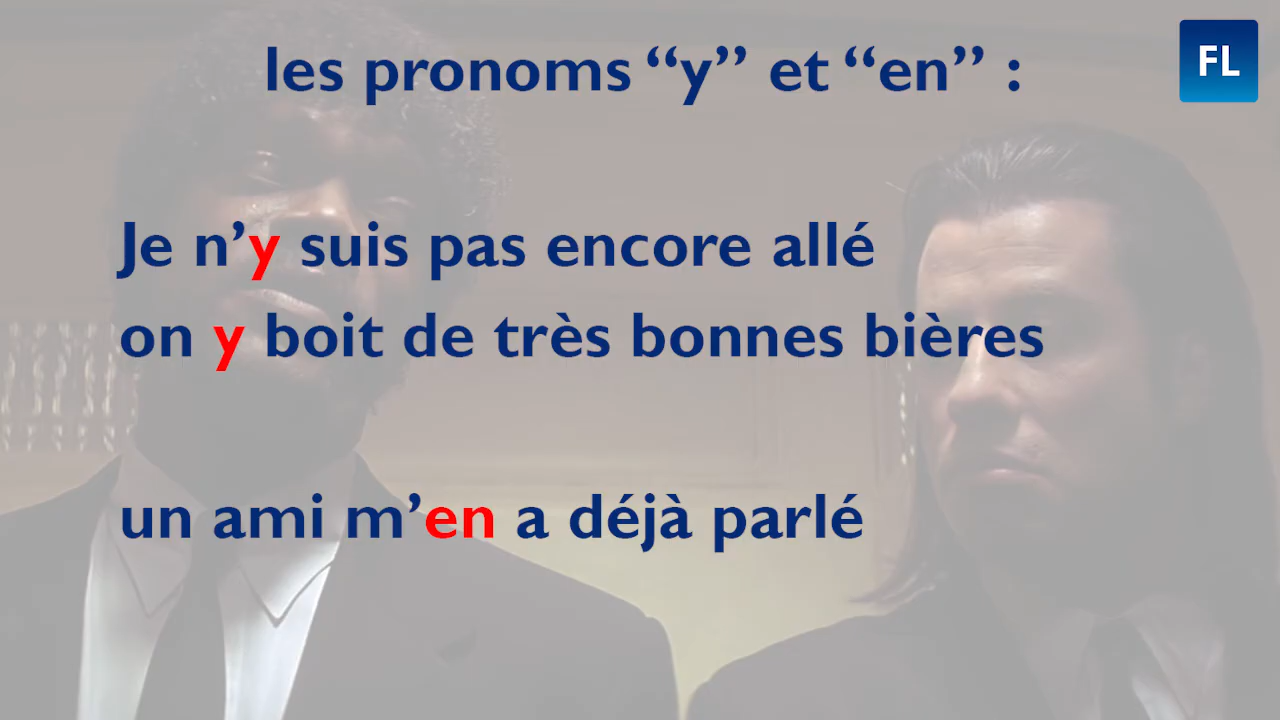 les pronoms “y” et “en” :
FL
Je n’y suis pas encore allé
on y boit de très bonnes bières
un ami m’en a déjà parlé